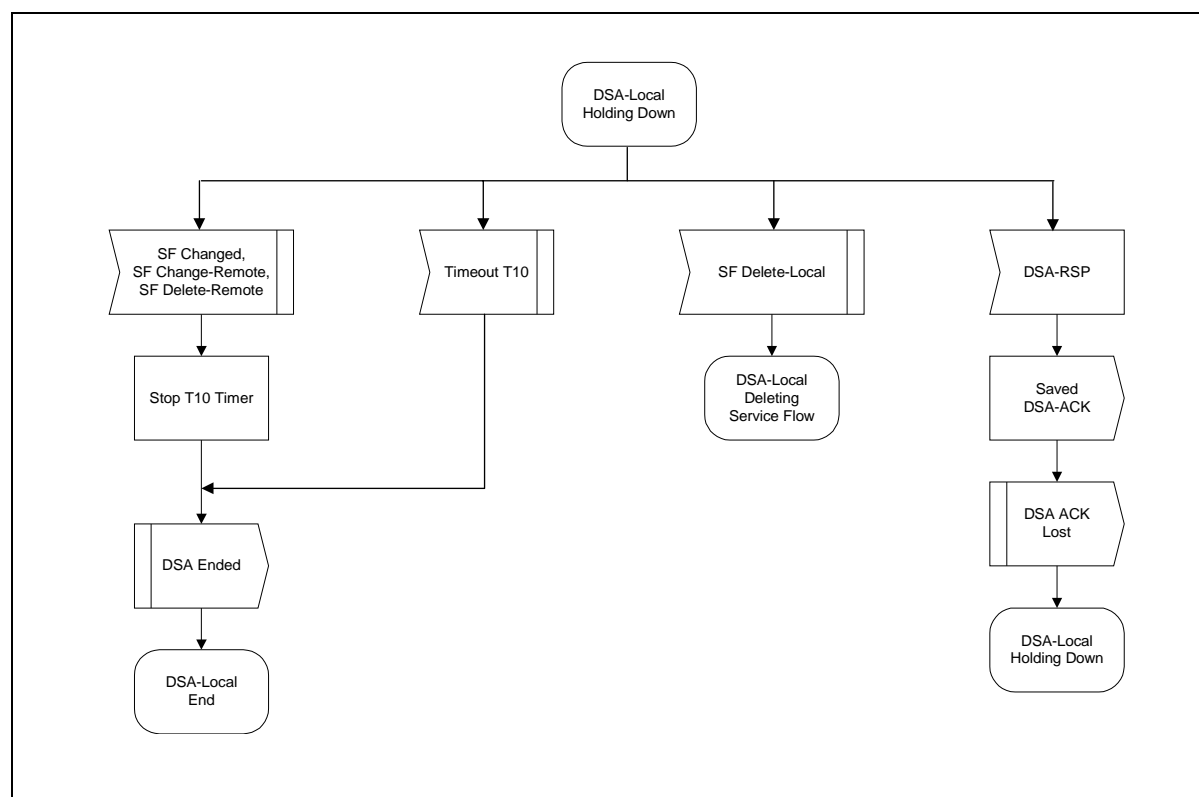 DSA-Local
Holding Down
SF Changed,
SF Change-Remote,
SF Delete-Remote
Timeout T10
SF Delete-Local
DSA-RSP
Stop T10 Timer
DSA-Local
Deleting
Service Flow
Saved
DSA-ACK
DSA Ended
DSA ACK
Lost
DSA-Local
End
DSA-Local
Holding Down